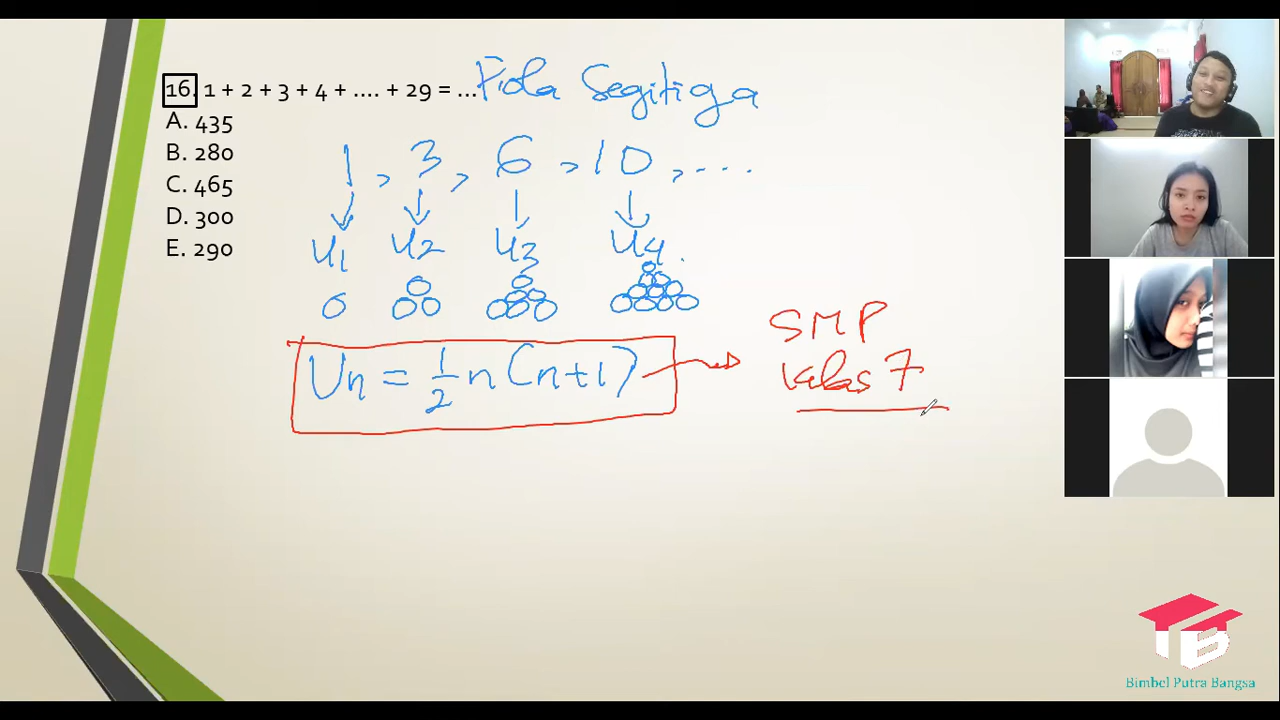 16. 1 + 2 + 3 + 4 + .... + 29 = ...
Pola Segitiga
A. 435
B. 280
C. 465
D. 300
E. 290
1 , 3 , 6 , 10 , ....
U1 U2 U3 U4
Un = 1/2 n (n+1)
SMP
kelas 7
Bimbel Putra Bangsa